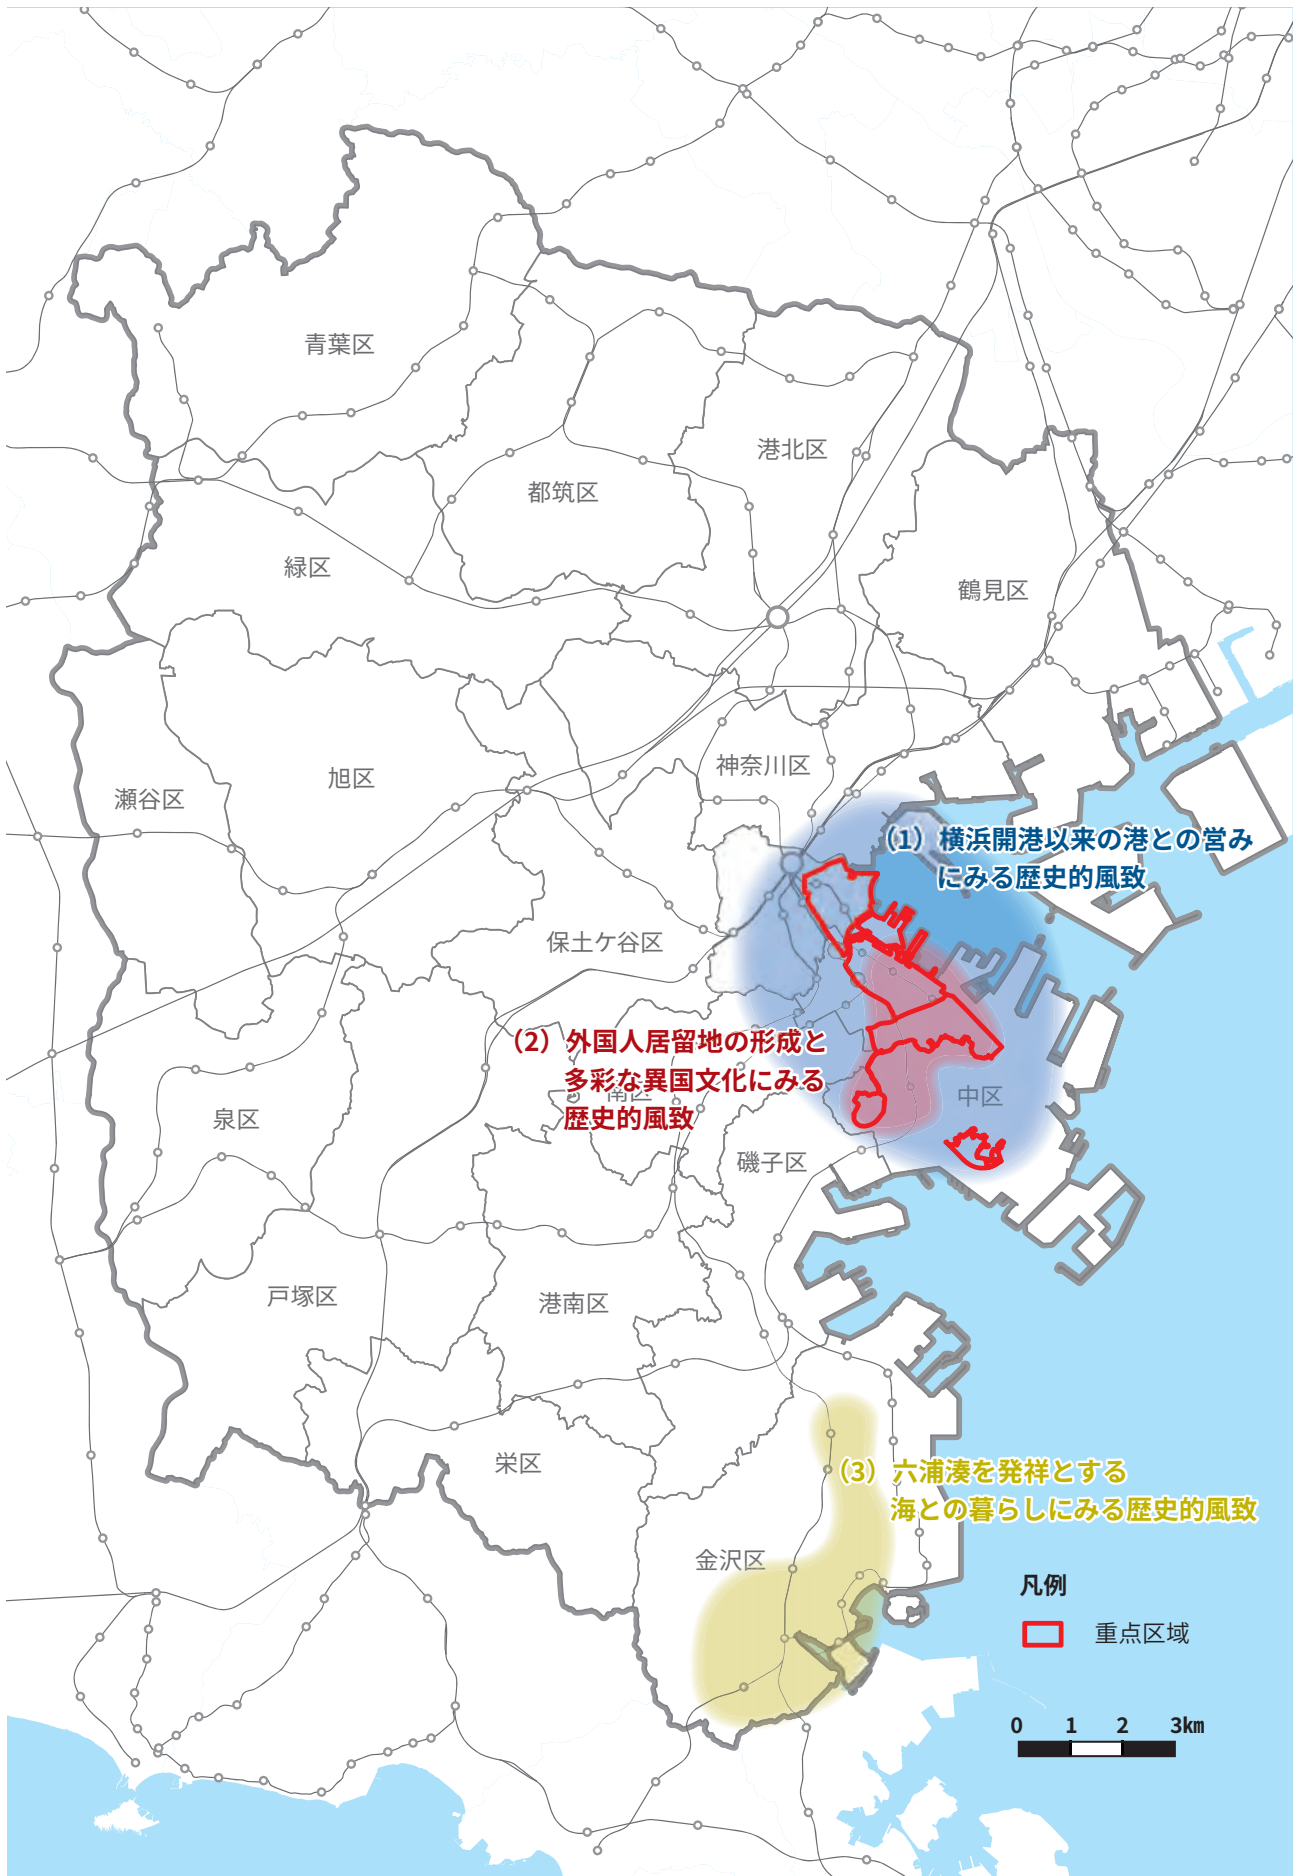 青葉区
港北区
都筑区
緑区
鶴見区
神奈川区
旭区
瀬谷区
（1）横浜開港以来の港との営み
にみる歴史的風致
保土ケ谷区
（2）外国人居留地の形成と
多彩な異国文化にみる
歴史的風致
南区
中区
泉区
磯子区
戸塚区
港南区
栄区
（3）六浦湊を発祥とする
海との暮らしにみる歴史的風致
金沢区
凡例
重点区域
0 1 2 3km